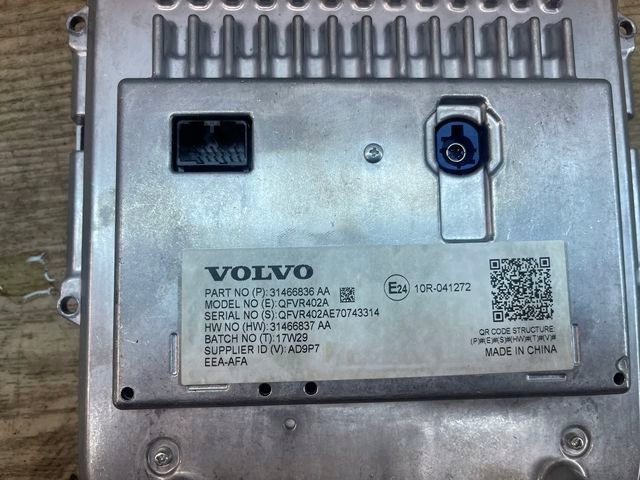 VOLVO
PART NO (P): 31466836 AA
MODEL NO (E): QFVR402A
SERIAL NO (S): QFVR402AE70743314
HW NO (HW): 31466837 AA
BATCH NO (T): 17W29
SUPPLIER ID (V): AD9P7
EEA-AFA
E24 10R-041272
QR CODE STRUCTURE:
(P)#(E)#(S)#(HW)#(T)#(V)#
MADE IN CHINA